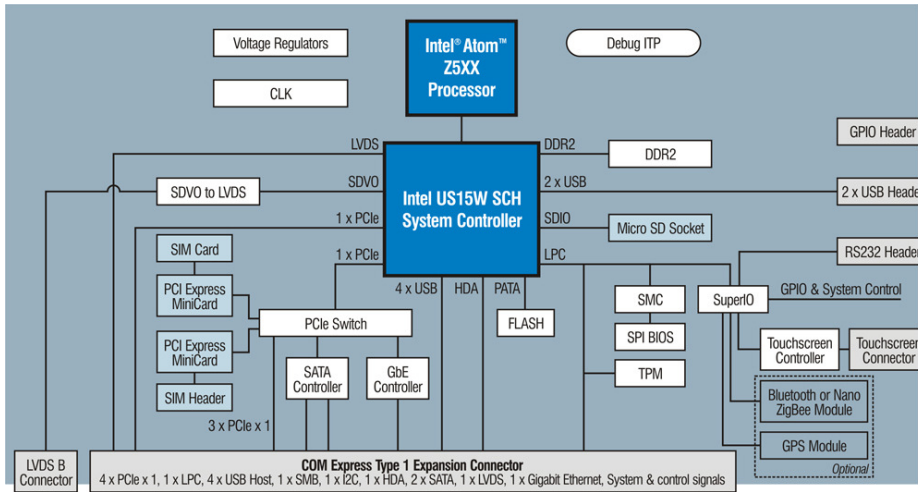 Voltage Regulators
CLK
Intel® Atom™
Z5XX
Processor
Debug ITP
GPIO Header
LVDS
DDR2
DDR2
SDVO to LVDS
SDVO
Intel US15W SCH
System Controller
2 x USB
2 x USB Header
1 x PCIe
SDIO
Micro SD Socket
SIM Card
1 x PCIe
LPC
RS232 Header
PCI Express
MiniCard
4 x USB
HDA
PATA
SMC
SuperIO
GPIO & System Control
PCIe Switch
FLASH
SPI BIOS
PCI Express
MiniCard
Touchscreen
Controller
Touchscreen
Connector
SATA
Controller
GbE
Controller
TPM
SIM Header
Bluetooth or Nano
ZigBee Module
3 x PCIe x 1
GPS Module
Optional
LVDS B
Connector
COM Express Type 1 Expansion Connector
4 x PCIe x 1, 1 x LPC, 4 x USB Host, 1 x SMB, 1 x I2C, 1 x HDA, 2 x SATA, 1 x LVDS, 1 x Gigabit Ethernet, System & control signals